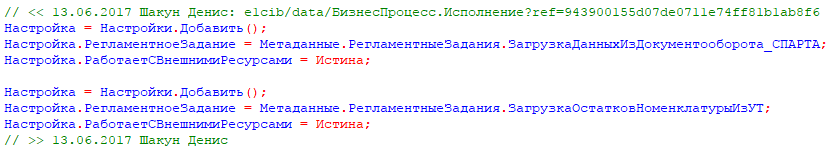 // << 13.06.2017 Шакун Денис: e1cib/data/БизнесПроцесс.Исполнение?ref=943900155d07de0711e74ff81b1ab8f6
Настройка = Настройки.Добавить();
Настройка.РегламентноеЗадание = Метаданные.РегламентныеЗадания.ЗагрузкаДанныхИзДокументооборота_СПАРТА;
Настройка.РаботаетСВнешнимиРесурсами = Истина;
Настройка = Настройки.Добавить();
Настройка.РегламентноеЗадание = Метаданные.РегламентныеЗадания.ЗагрузкаОстатковНоменклатурыИзУТ;
Настройка.РаботаетСВнешнимиРесурсами = Истина;
// >> 13.06.2017 Шакун Денис